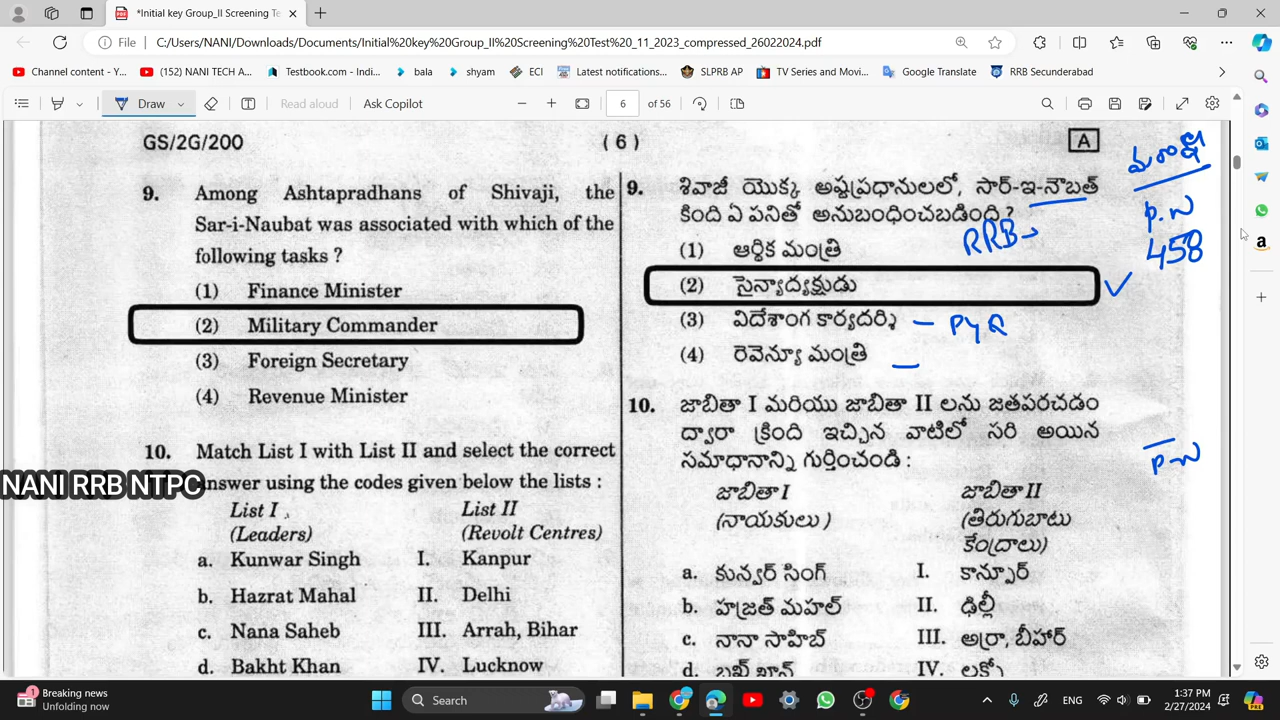 *Initial key Group_II Screening Te
File
C:/Users/NANI/Downloads/Documents/Initial%20key%20Group_II%20Screening%20Test%20_11_2023_compressed_26022024.pdf
Channel content - Y...
(152) NANI TECH A...
Testbook.com - Indi...
bala
shyam
ECI
Latest notifications...
SLPRB AP
TV Series and Movi...
Google Translate
RRB Secunderabad
Draw
Read aloud
Ask Copilot
6
of 56
GS/2G/200
( 6 )
A
9. Among Ashtapradhans of Shivaji, the
Sar-i-Naubat was associated with which of the
following tasks ?
(1) Finance Minister
(2) Military Commander
(3) Foreign Secretary
(4) Revenue Minister
10. Match List I with List II and select the correct
answer using the codes given below the lists :
List I
List II
(Leaders)
(Revolt Centres)
a. Kunwar Singh I. Kanpur
b. Hazrat Mahal II. Delhi
c. Nana Saheb III. Arrah, Bihar
d. Bakht Khan IV. Lucknow
9. శివాజీ యొక్క అష్టప్రధానులలో, సార్-ఇ-నౌబత్
కింది ఏ పనితో అనుబంధించబడింది ?
(1) ఆర్థిక మంత్రి
(2) సైన్యాధ్యక్షుడు
(3) విదేశాంగ కార్యదర్శి
(4) రెవెన్యూ మంత్రి
10. జాబితా I మరియు జాబితా II లను జతపరచడం
ద్వారా క్రింది ఇచ్చిన వాటిలో సరి అయిన
సమాధానాన్ని గుర్తించండి :
జాబితా I
జాబితా II
(నాయకులు)
(తిరుగుబాటు
కేంద్రాలు)
a. కున్వర్ సింగ్ I. కాన్పూర్
b. హజ్రత్ మహల్ II. ఢిల్లీ
c. నానా సాహిబ్ III. అర్రా, బీహార్
d. బఖ్త్ ఖాన్ IV. లక్నో
RRB
PYQ
P.N
458
P-N
NANI RRB NTPC
Breaking news
Unfolding now
1
Search
ENG
1:37 PM
2/27/2024